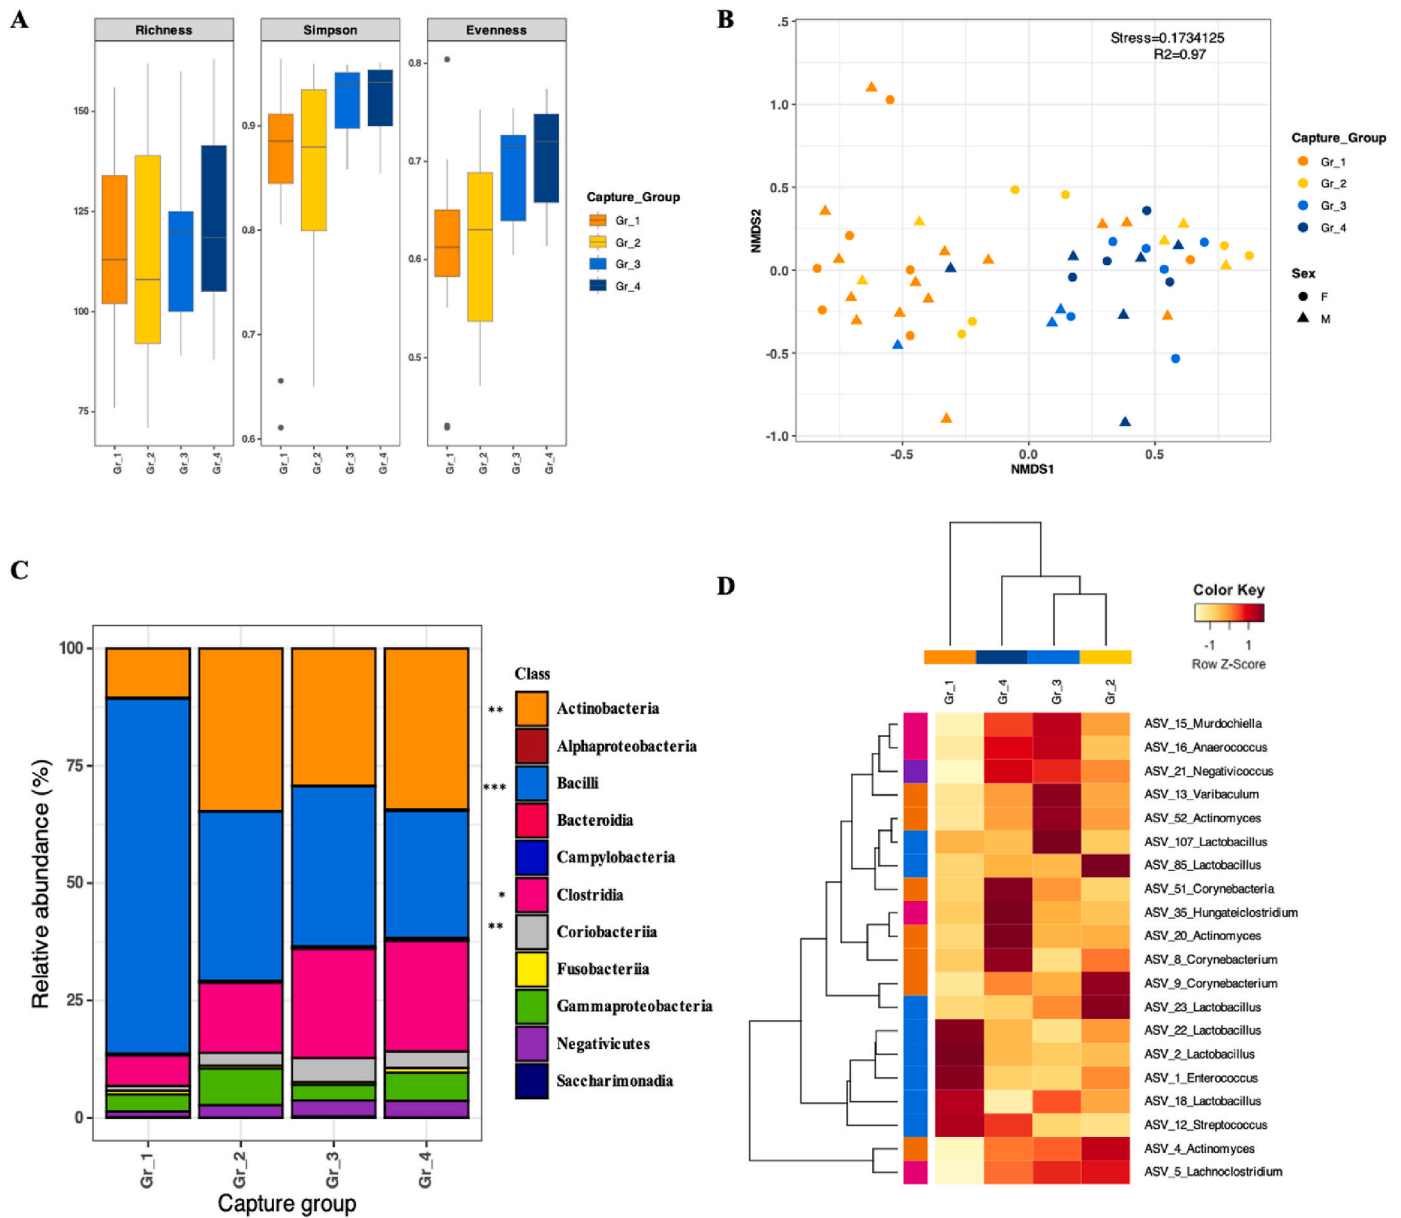 A
Richness
Simpson
Evenness
150
125
100
75
0.9
0.8
0.7
0.6
0.8
0.7
0.6
0.5
Gr_1
Gr_2
Gr_3
Gr_4
Gr_1
Gr_2
Gr_3
Gr_4
Gr_1
Gr_2
Gr_3
Gr_4
Capture_Group
Gr_1
Gr_2
Gr_3
Gr_4
B
Stress=0.1734125
R2=0.97
.5
1.0
0.5
0.0
-0.5
-1.0
NMDS2
-0.5
0.0
0.5
NMDS1
Capture_Group
Gr_1
Gr_2
Gr_3
Gr_4
Sex
F
M
C
100
75
50
25
0
Relative abundance (%)
Gr_1
Gr_2
Gr_3
Gr_4
Capture group
Class
** Actinobacteria
Alphaproteobacteria
*** Bacilli
Bacteroidia
Campylobacteria
* Clostridia
** Coriobacteriia
Fusobacteriia
Gammaproteobacteria
Negativicutes
Saccharimonadia
D
Color Key
-1 1
Row Z-Score
Gr_1
Gr_4
Gr_3
Gr_2
ASV_15_Murdochiella
ASV_16_Anaerococcus
ASV_21_Negativicoccus
ASV_13_Varibaculum
ASV_52_Actinomyces
ASV_107_Lactobacillus
ASV_85_Lactobacillus
ASV_51_Corynebacteria
ASV_35_Hungateiclostridium
ASV_20_Actinomyces
ASV_8_Corynebacterium
ASV_9_Corynebacterium
ASV_23_Lactobacillus
ASV_22_Lactobacillus
ASV_2_Lactobacillus
ASV_1_Enterococcus
ASV_18_Lactobacillus
ASV_12_Streptococcus
ASV_4_Actinomyces
ASV_5_Lachnoclostridium